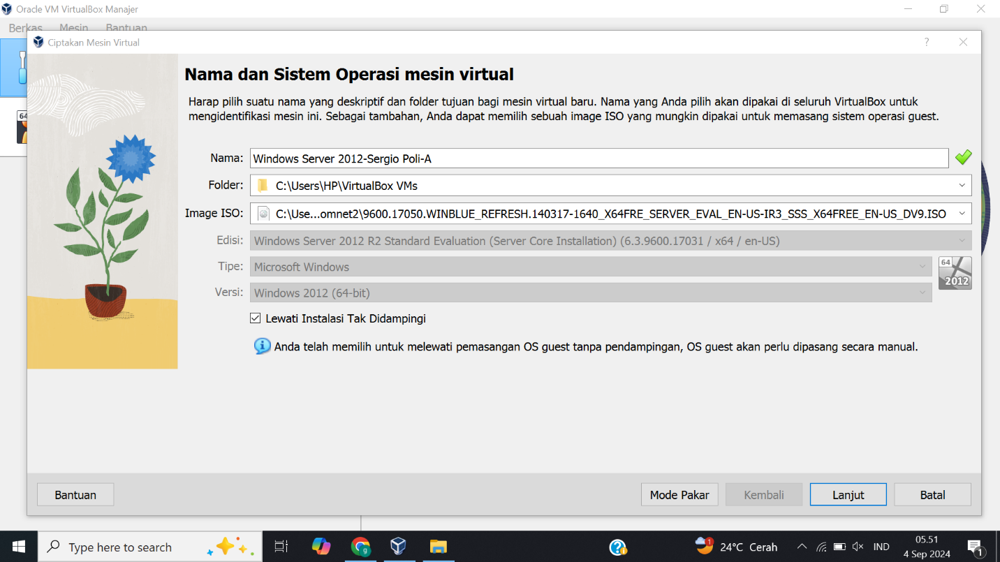 Oracle VM VirtualBox Manajer
Berkas Mesin Bantuan
Ciptakan Mesin Virtual
?
64
Nama dan Sistem Operasi mesin virtual
Harap pilih suatu nama yang deskriptif dan folder tujuan bagi mesin virtual baru. Nama yang Anda pilih akan dipakai di seluruh VirtualBox untuk
mengidentifikasi mesin ini. Sebagai tambahan, Anda dapat memilih sebuah image ISO yang mungkin dipakai untuk memasang sistem operasi guest.
Nama: Windows Server 2012-Sergio Poli-A
Folder: C:\Users\HP\VirtualBox VMs
Image ISO: C:\Use...omnet2\9600.17050.WINBLUE_REFRESH.140317-1640_X64FRE_SERVER_EVAL_EN-US-IR3_SSS_X64FREE_EN-US_DV9.ISO
Edisi: Windows Server 2012 R2 Standard Evaluation (Server Core Installation) (6.3.9600.17031 / x64 / en-US)
Tipe: Microsoft Windows
64
2012
Versi: Windows 2012 (64-bit)
Lewati Instalasi Tak Didampingi
Anda telah memilih untuk melewati pemasangan OS guest tanpa pendampingan, OS guest akan perlu dipasang secara manual.
Bantuan Mode Pakar Kembali Lanjut Batal
Type here to search
g
?
1
24°C Cerah
IND
05.51
4 Sep 2024
1